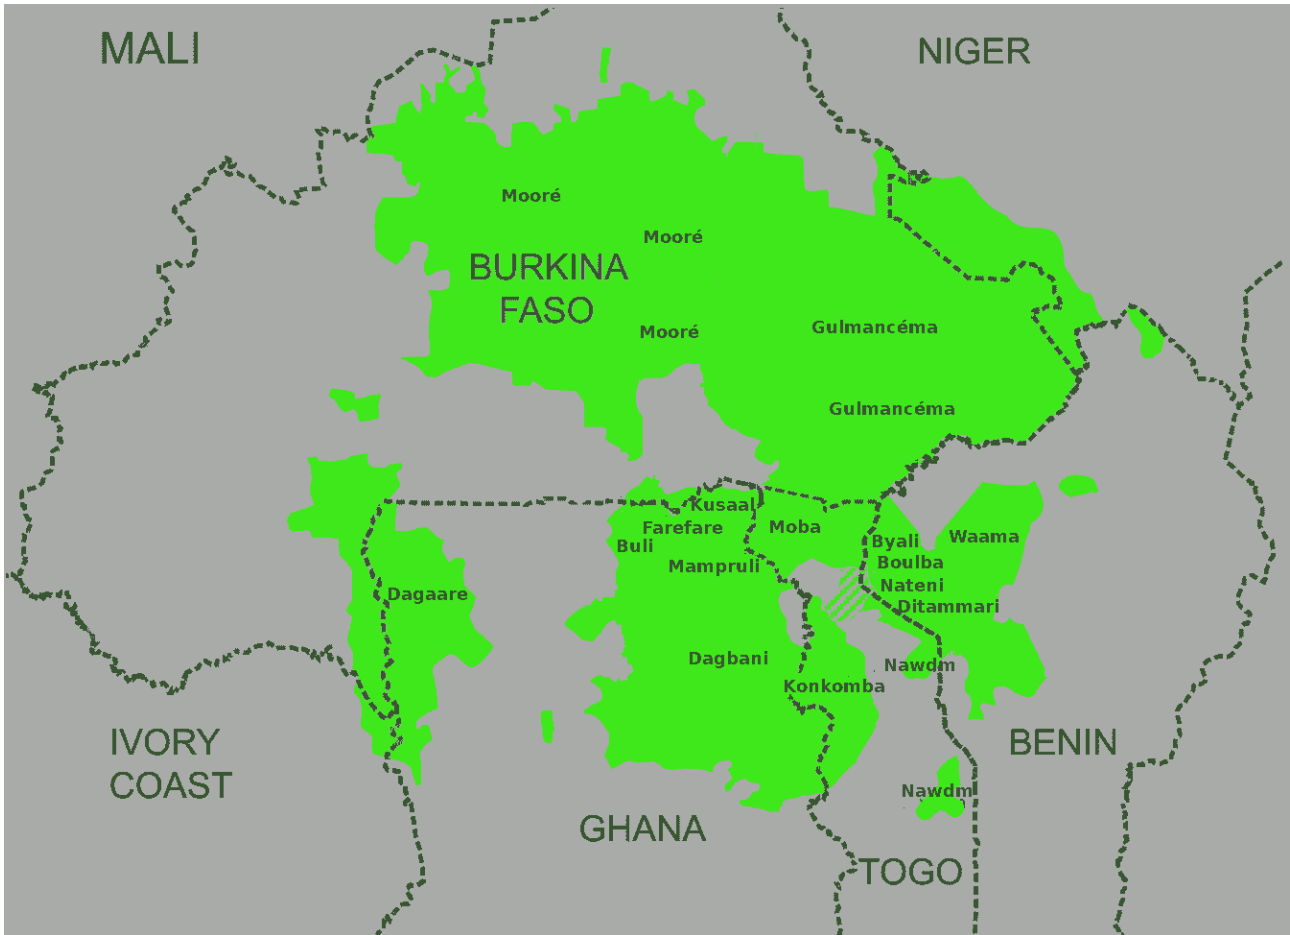 MALI
NIGER
Mooré
Mooré
BURKINA
FASO
Mooré
Gulmancéma
Gulmancéma
Kusaal
Farefare
Moba
Buli
Mampruli
Byali
Waama
Boulba
Nateni
Ditammari
Dagaare
Dagbani
Nawdm
Konkomba
IVORY
COAST
BENIN
Nawdm
GHANA
TOGO